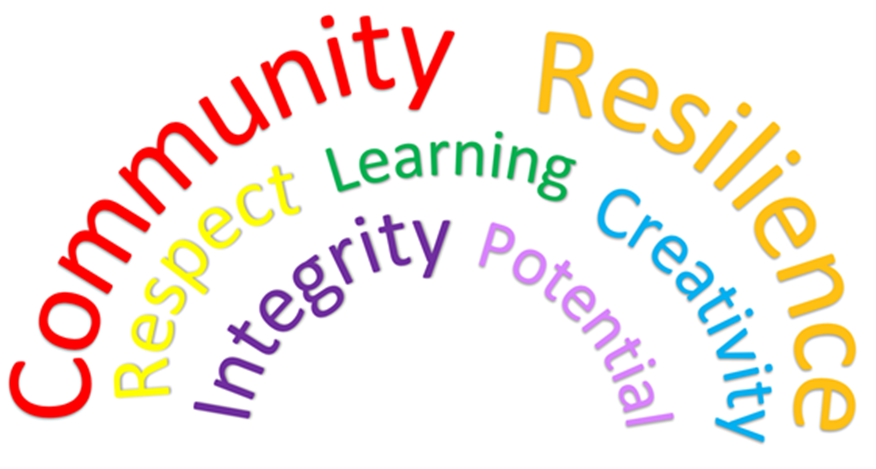 Community Resilience
Respect Learning Creativity
Integrity Potential